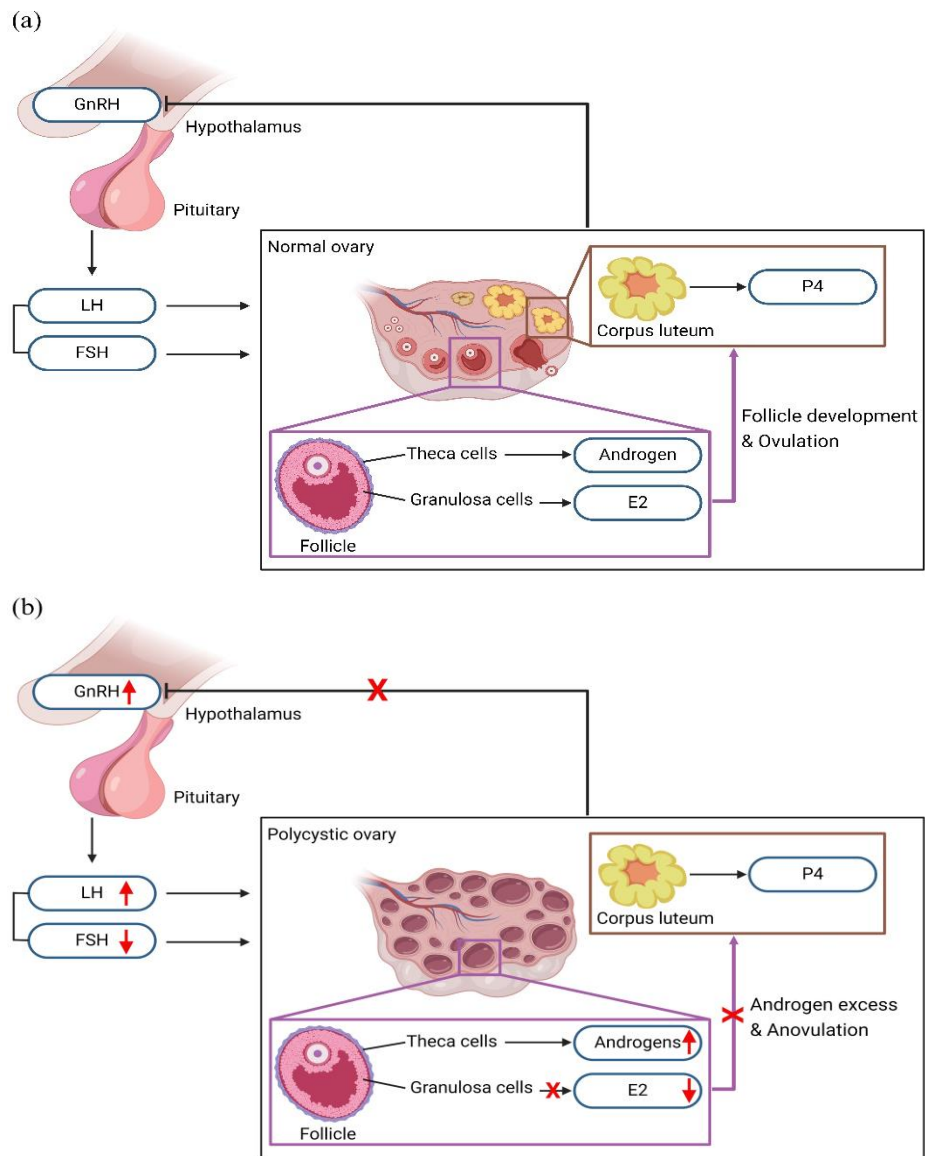 (a)
GnRH
Hypothalamus
Pituitary
LH
FSH
Normal ovary
Corpus luteum
P4
Follicle development
& Ovulation
Theca cells
Androgen
Granulosa cells
E2
Follicle
(b)
GnRH
Hypothalamus
Pituitary
LH
FSH
Polycystic ovary
Corpus luteum
P4
Androgen excess
& Anovulation
Theca cells
Androgens
Granulosa cells
E2
Follicle